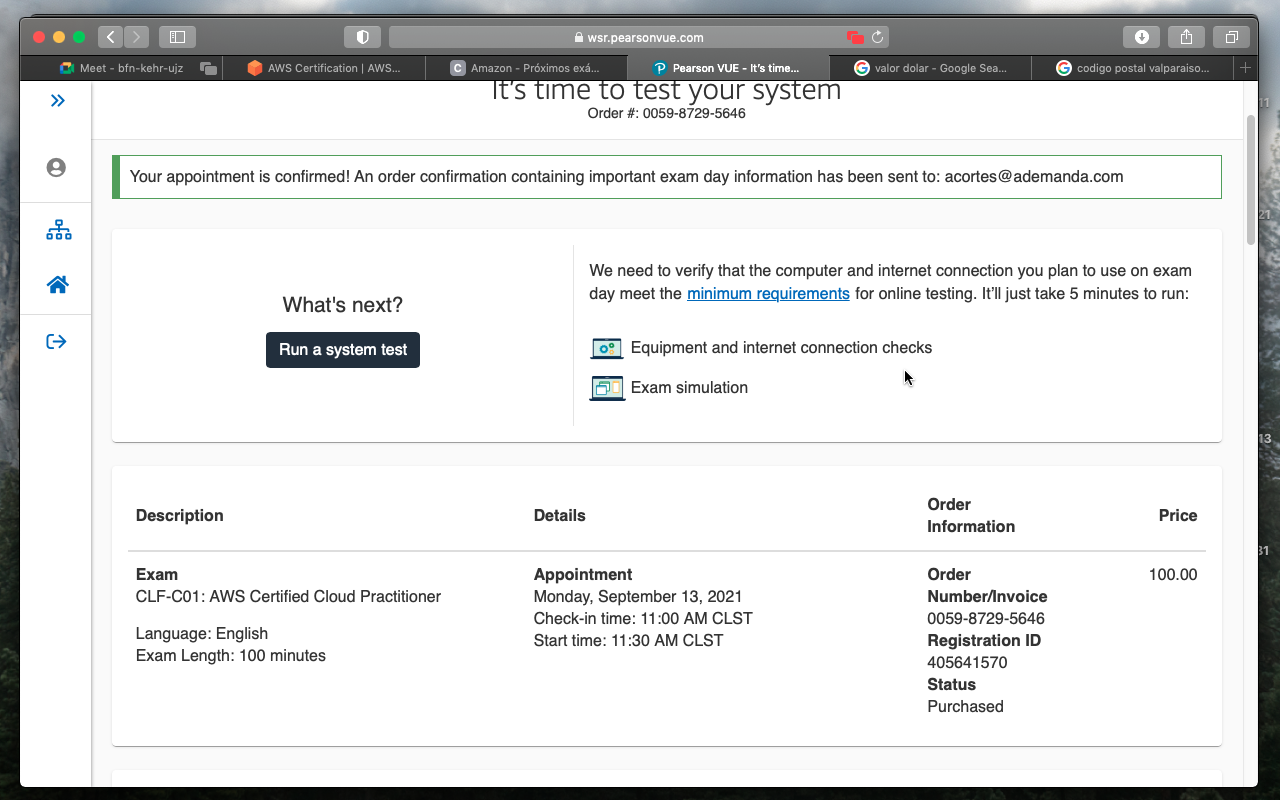 wsr.pearsonvue.com
Meet - bfn-kehr-ujz
AWS Certification | AWS...
Amazon - Próximos exá...
Pearson VUE - It's time...
valor dolar - Google Sea...
codigo postal valparaiso...
It's time to test your system
Order #: 0059-8729-5646
Your appointment is confirmed! An order confirmation containing important exam day information has been sent to: acortes@ademanda.com
What's next?
Run a system test
We need to verify that the computer and internet connection you plan to use on exam
day meet the minimum requirements for online testing. It'll just take 5 minutes to run:
Equipment and internet connection checks
Exam simulation
Description
Details
Order
Information
Price
Exam
CLF-C01: AWS Certified Cloud Practitioner
Language: English
Exam Length: 100 minutes
Appointment
Monday, September 13, 2021
Check-in time: 11:00 AM CLST
Start time: 11:30 AM CLST
Order
Number/Invoice
0059-8729-5646
Registration ID
405641570
Status
Purchased
100.00